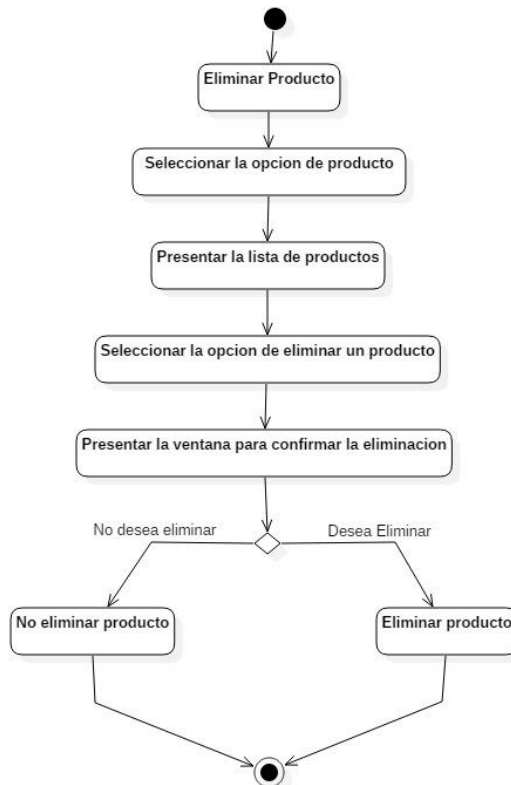 Eliminar Producto
Seleccionar la opcion de producto
Presentar la lista de productos
Seleccionar la opcion de eliminar un producto
Presentar la ventana para confirmar la eliminacion
No desea eliminar
Desea Eliminar
No eliminar producto
Eliminar producto